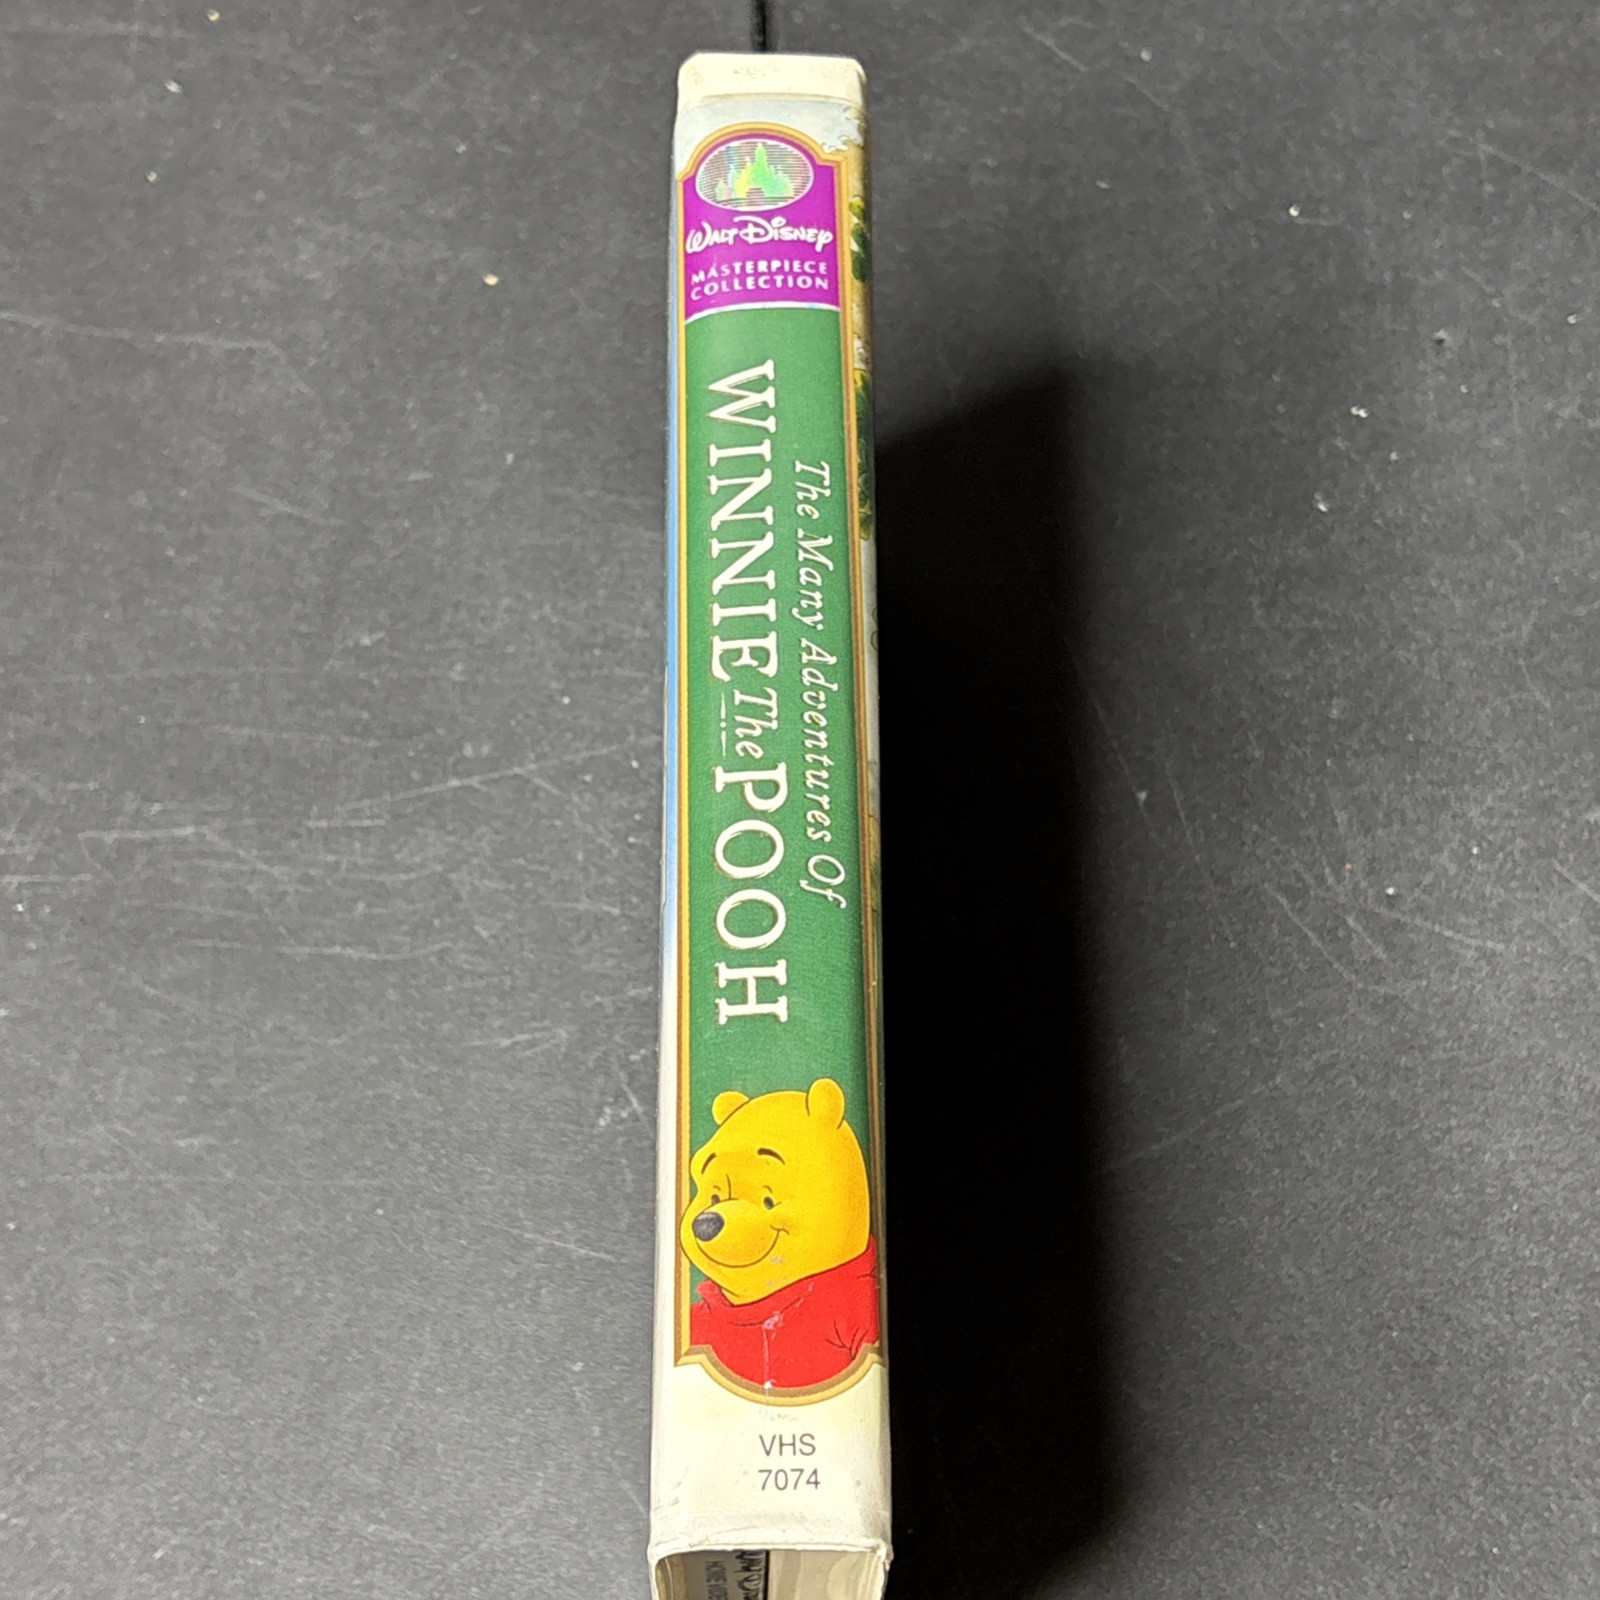 Walt Disney
MASTERPIECE
COLLECTION
The Many Adventures Of
WINNIE The POOH
VHS
7074